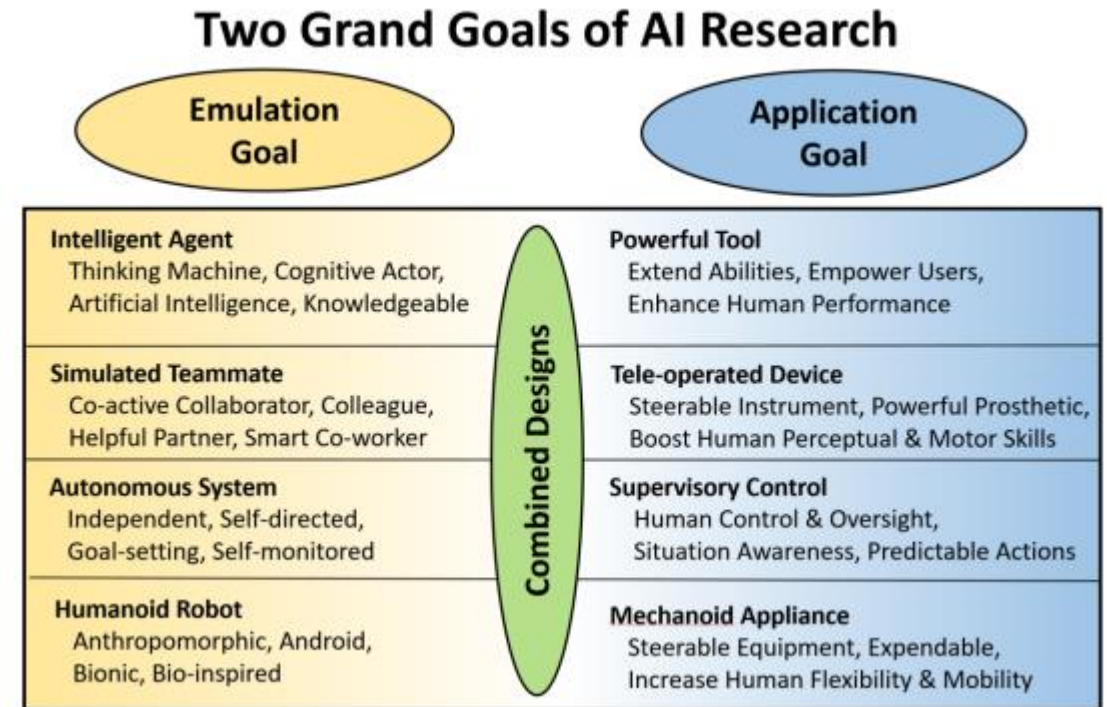 Two Grand Goals of AI Research
Emulation
Goal
Application
Goal
Intelligent Agent
Thinking Machine, Cognitive Actor,
Artificial Intelligence, Knowledgeable
Simulated Teammate
Co-active Collaborator, Colleague,
Helpful Partner, Smart Co-worker
Autonomous System
Independent, Self-directed,
Goal-setting, Self-monitored
Humanoid Robot
Anthropomorphic, Android,
Bionic, Bio-inspired
Combined Designs
Powerful Tool
Extend Abilities, Empower Users,
Enhance Human Performance
Tele-operated Device
Steerable Instrument, Powerful Prosthetic,
Boost Human Perceptual & Motor Skills
Supervisory Control
Human Control & Oversight,
Situation Awareness, Predictable Actions
Mechanoid Appliance
Steerable Equipment, Expendable,
Increase Human Flexibility & Mobility